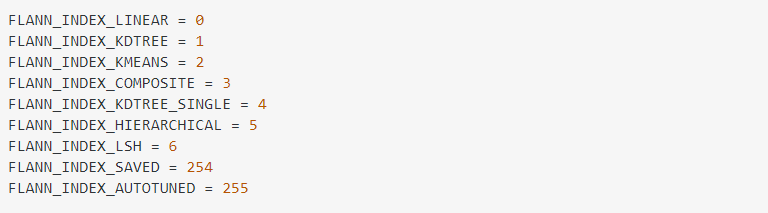 FLANN_INDEX_LINEAR = 0
FLANN_INDEX_KDTREE = 1
FLANN_INDEX_KMEANS = 2
FLANN_INDEX_COMPOSITE = 3
FLANN_INDEX_KDTREE_SINGLE = 4
FLANN_INDEX_HIERARCHICAL = 5
FLANN_INDEX_LSH = 6
FLANN_INDEX_SAVED = 254
FLANN_INDEX_AUTOTUNED = 255